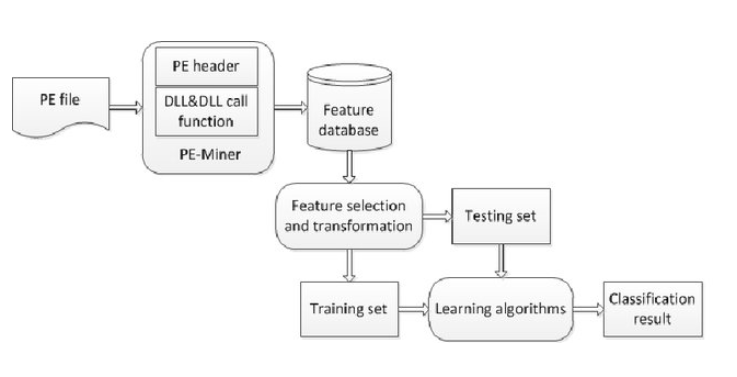 PE file
PE header
DLL&DLL call
function
PE-Miner
Feature
database
Feature selection
and transformation
Testing set
Training set
Learning algorithms
Classification
result